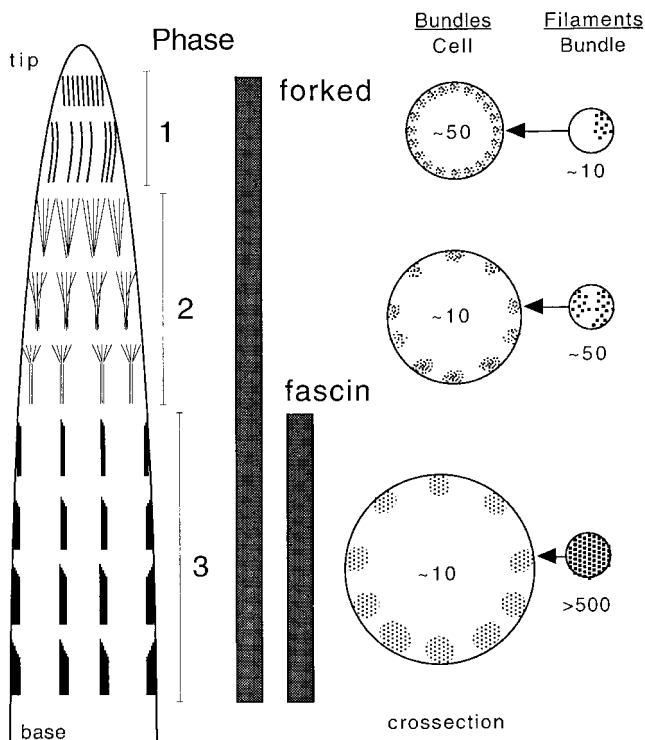 Bundles
Cell
Filaments
Bundle
Phase
tip
forked
1
~50
~10
2
~10
~50
fascin
3
~10
>500
base
crossection